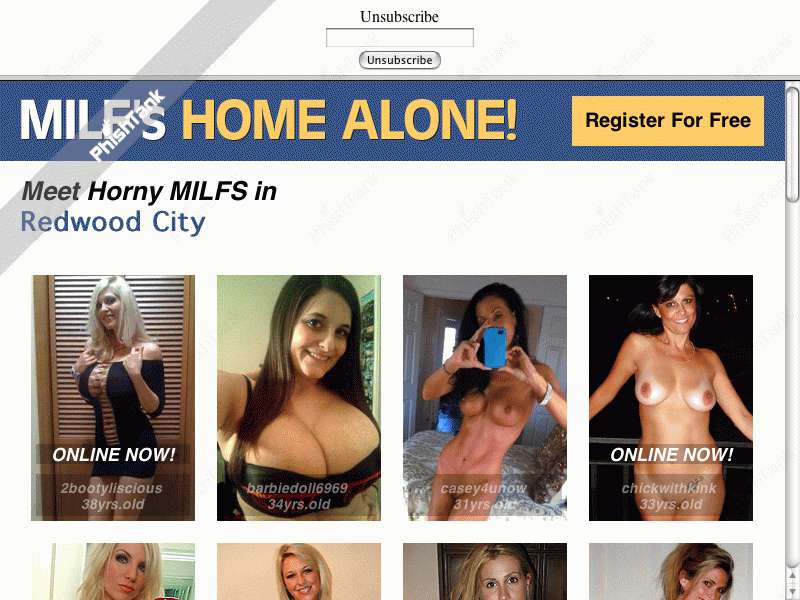 Unsubscribe
Unsubscribe
MILF's HOME ALONE!
Register For Free
PhishTank
Meet Horny MILFS in
Redwood City
ONLINE NOW!
2bootyliscious
38yrs.old
barbiedoll6969
34yrs.old
casey4unow
31yrs.old
ONLINE NOW!
chickwithkink
33yrs.old